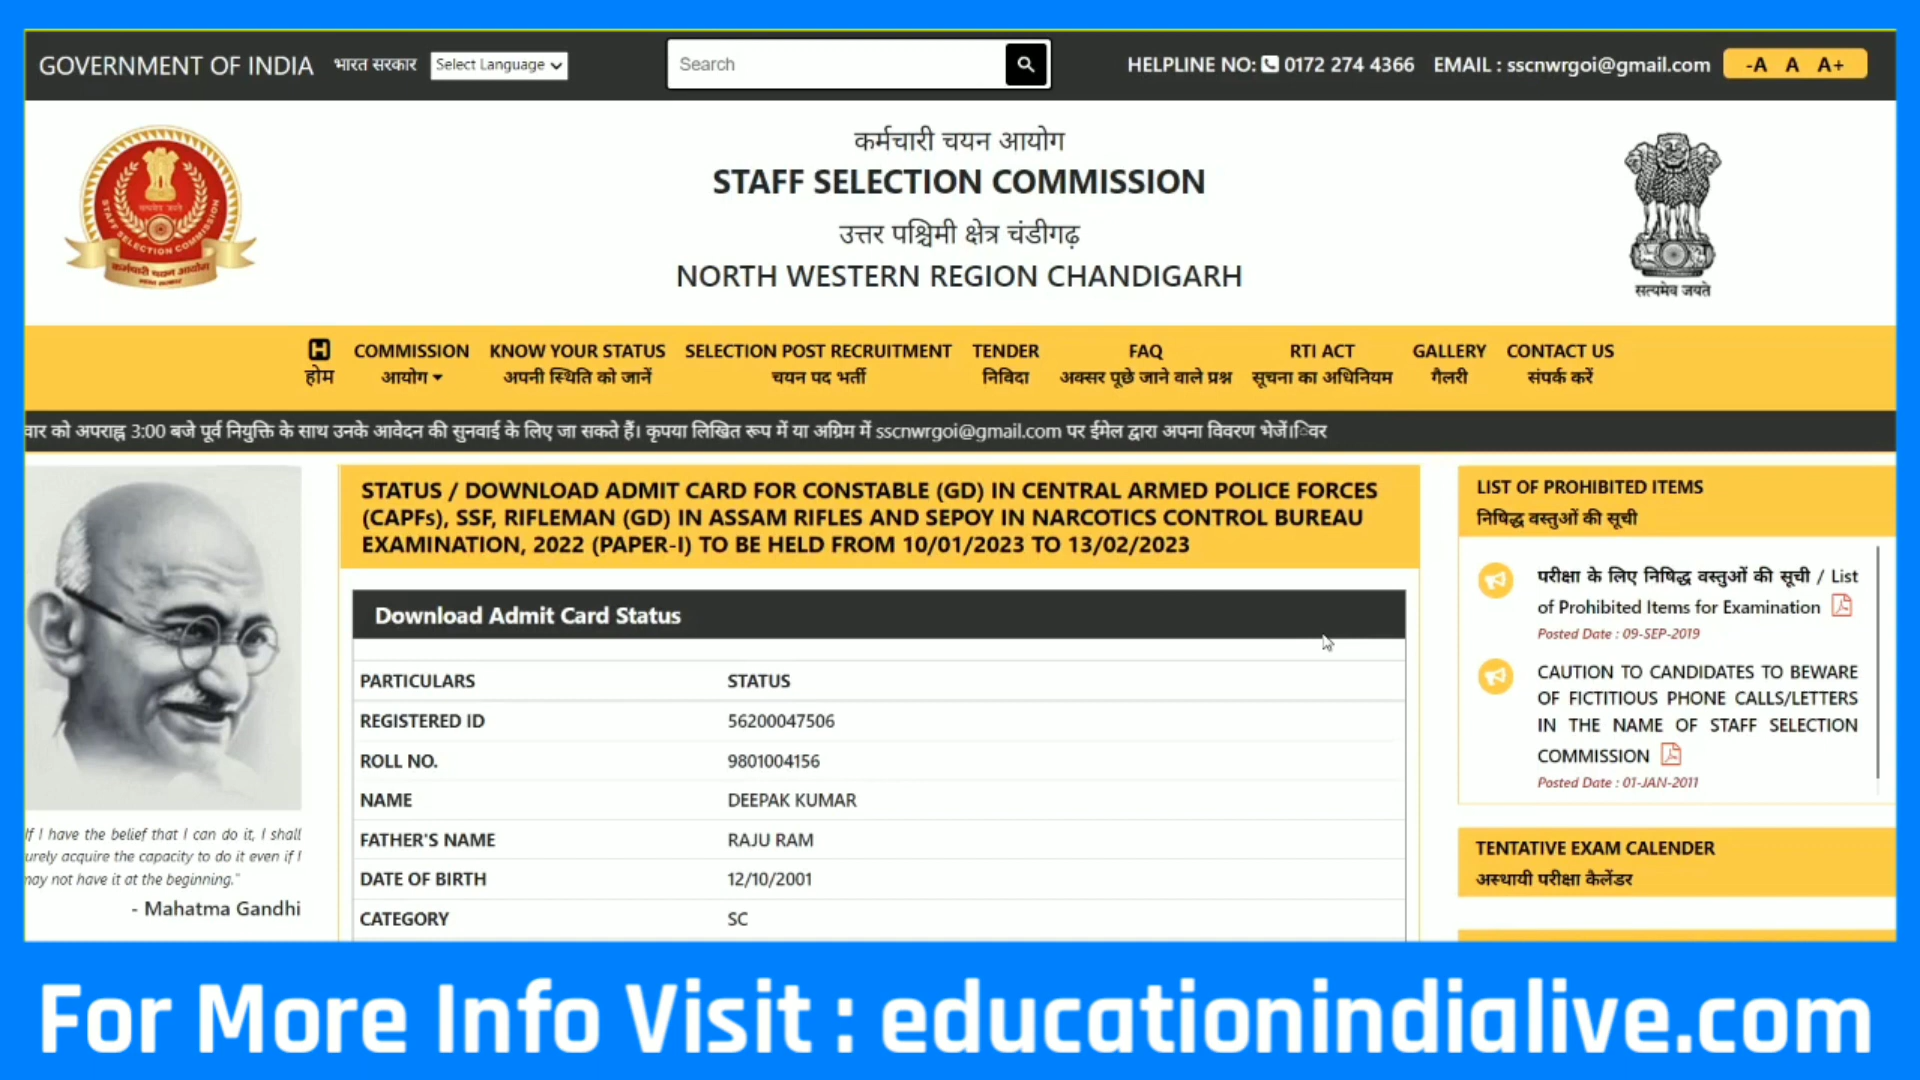 GOVERNMENT OF INDIA भारत सरकार Select Language Search HELPLINE NO: 0172 274 4366 EMAIL : sscnwrgoi@gmail.com -A A A+
कर्मचारी चयन आयोग
STAFF SELECTION COMMISSION
उत्तर पश्चिमी क्षेत्र चंडीगढ़
NORTH WESTERN REGION CHANDIGARH
STAFF SELECTION COMMISSION
कर्मचारी चयन आयोग
भारत सरकार
सत्यमेव जयते
होम
COMMISSION
आयोग
KNOW YOUR STATUS
अपनी स्थिति को जानें
SELECTION POST RECRUITMENT
चयन पद भर्ती
TENDER
निविदा
FAQ
अक्सर पूछे जाने वाले प्रश्न
RTI ACT
सूचना का अधिनियम
GALLERY
गैलरी
CONTACT US
संपर्क करें
वार को अपराह्न 3:00 बजे पूर्व नियुक्ति के साथ उनके आवेदन की सुनवाई के लिए जा सकते हैं। कृपया लिखित रूप में या अग्रिम में sscnwrgoi@gmail.com पर ईमेल द्वारा अपना विवरण भेजें।िवर
If I have the belief that I can do it, I shall
urely acquire the capacity to do it even if I
may not have it at the beginning."
- Mahatma Gandhi
STATUS / DOWNLOAD ADMIT CARD FOR CONSTABLE (GD) IN CENTRAL ARMED POLICE FORCES
(CAPFs), SSF, RIFLEMAN (GD) IN ASSAM RIFLES AND SEPOY IN NARCOTICS CONTROL BUREAU
EXAMINATION, 2022 (PAPER-I) TO BE HELD FROM 10/01/2023 TO 13/02/2023
Download Admit Card Status
PARTICULARS STATUS
REGISTERED ID 56200047506
ROLL NO. 9801004156
NAME DEEPAK KUMAR
FATHER'S NAME RAJU RAM
DATE OF BIRTH 12/10/2001
CATEGORY SC
LIST OF PROHIBITED ITEMS
निषिद्ध वस्तुओं की सूची
परीक्षा के लिए निषिद्ध वस्तुओं की सूची / List
of Prohibited Items for Examination
Posted Date : 09-SEP-2019
CAUTION TO CANDIDATES TO BEWARE
OF FICTITIOUS PHONE CALLS/LETTERS
IN THE NAME OF STAFF SELECTION
COMMISSION
Posted Date : 01-JAN-2011
TENTATIVE EXAM CALENDER
अस्थायी परीक्षा कैलेंडर
For More Info Visit : educationindialive.com